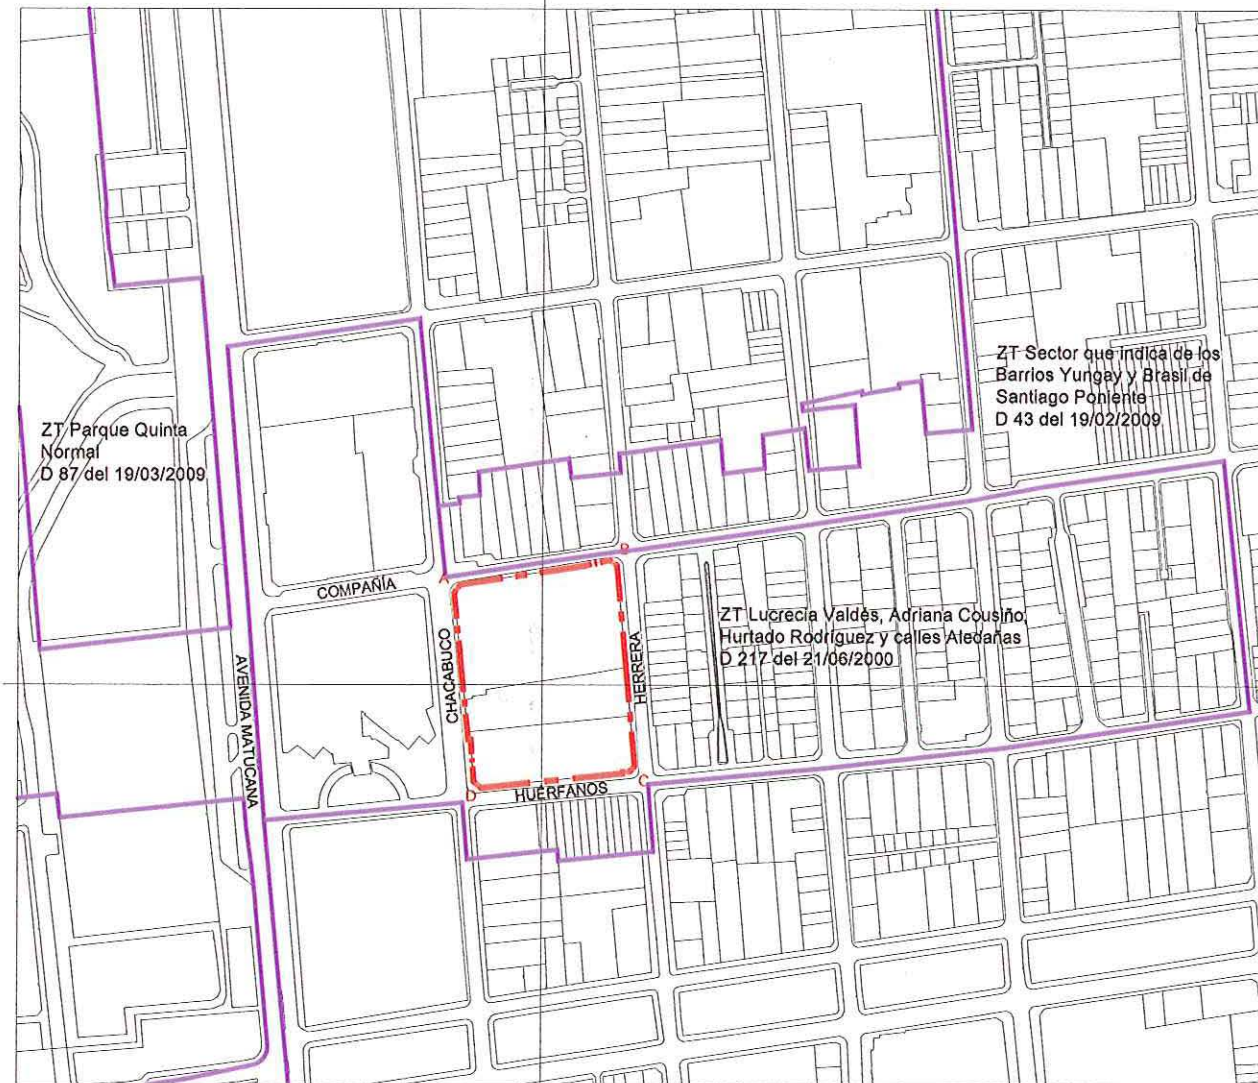 ZT Sector que indica de los
Barrios Yungay y Brasil de
Santiago Poniente
D 43 del 19/02/2009
ZT Parque Quinta
Normal
D 87 del 19/03/2009
B
A
COMPAÑÍA
ZT Lucrecia Valdés, Adriana Cousiño,
Hurtado Rodríguez y calles Aledañas
D 217 del 21/06/2000
CHACABUCO
HERRERA
AVENIDA MATUCANA
C
D
HUERFANOS